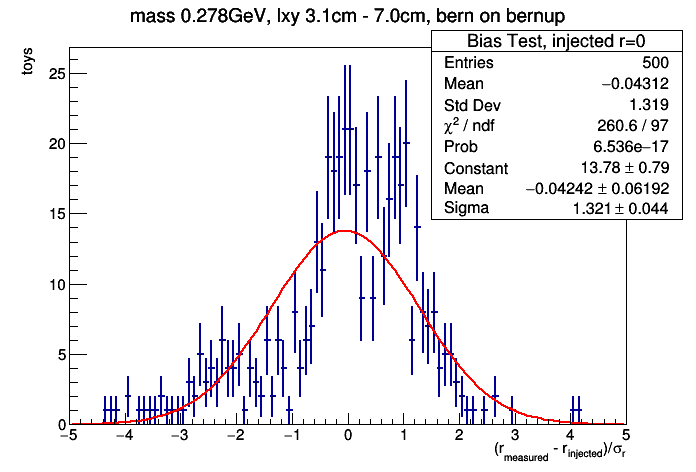 mass 0.278GeV, lxy 3.1cm - 7.0cm, bern on bernup
Bias Test, injected r=0
Entries 500
Mean −0.04312
Std Dev 1.319
χ² / ndf 260.6 / 97
Prob 6.536e−17
Constant 13.78 ± 0.79
Mean −0.04242 ± 0.06192
Sigma 1.321 ± 0.044
toys
25
20
15
10
5
0
−5 −4 −3 −2 −1 0 1 2 3 4 5
(r_measured - r_injected)/σ_r